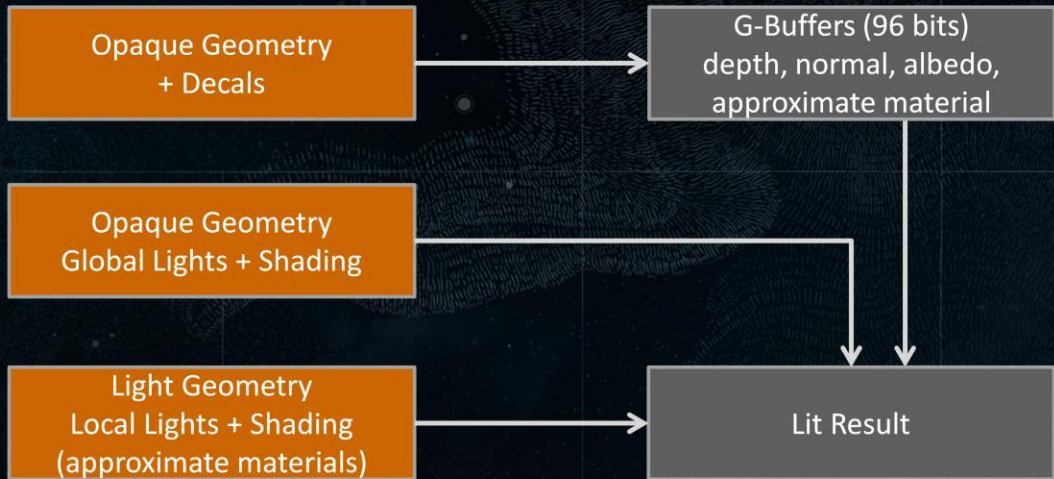 Opaque Geometry
+ Decals
G-Buffers (96 bits)
depth, normal, albedo,
approximate material
Opaque Geometry
Global Lights + Shading
Light Geometry
Local Lights + Shading
(approximate materials)
Lit Result